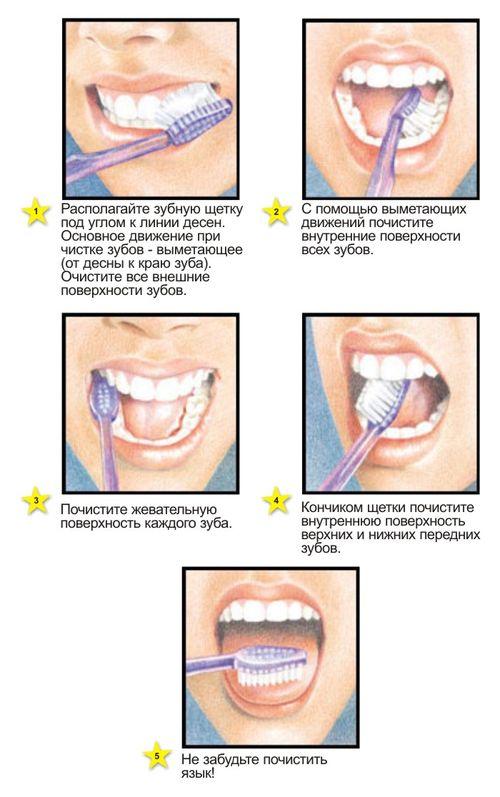 1
Располагайте зубную щетку
под углом к линии десен.
Основное движение при
чистке зубов - выметающее
(от десны к краю зуба).
Очистите все внешние
поверхности зубов.
2
С помощью выметающих
движений почистите
внутренние поверхности
всех зубов.
3
Почистите жевательную
поверхность каждого зуба.
4
Кончиком щетки почистите
внутреннюю поверхность
верхних и нижних передних
зубов.
5
Не забудьте почистить
язык!